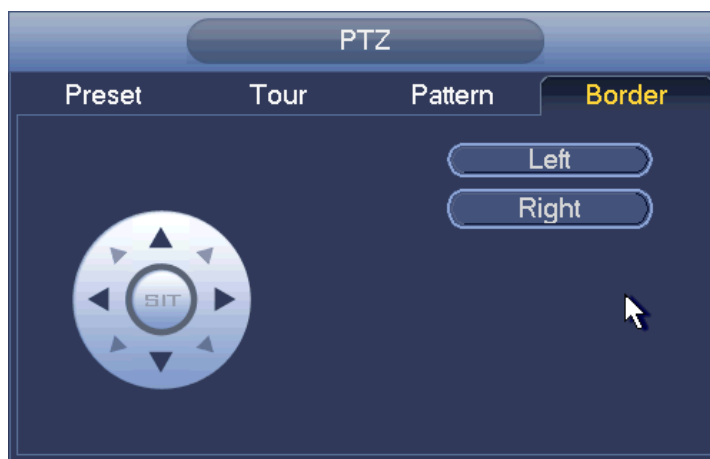 PTZ
Preset Tour Pattern Border
Left
Right
SIT